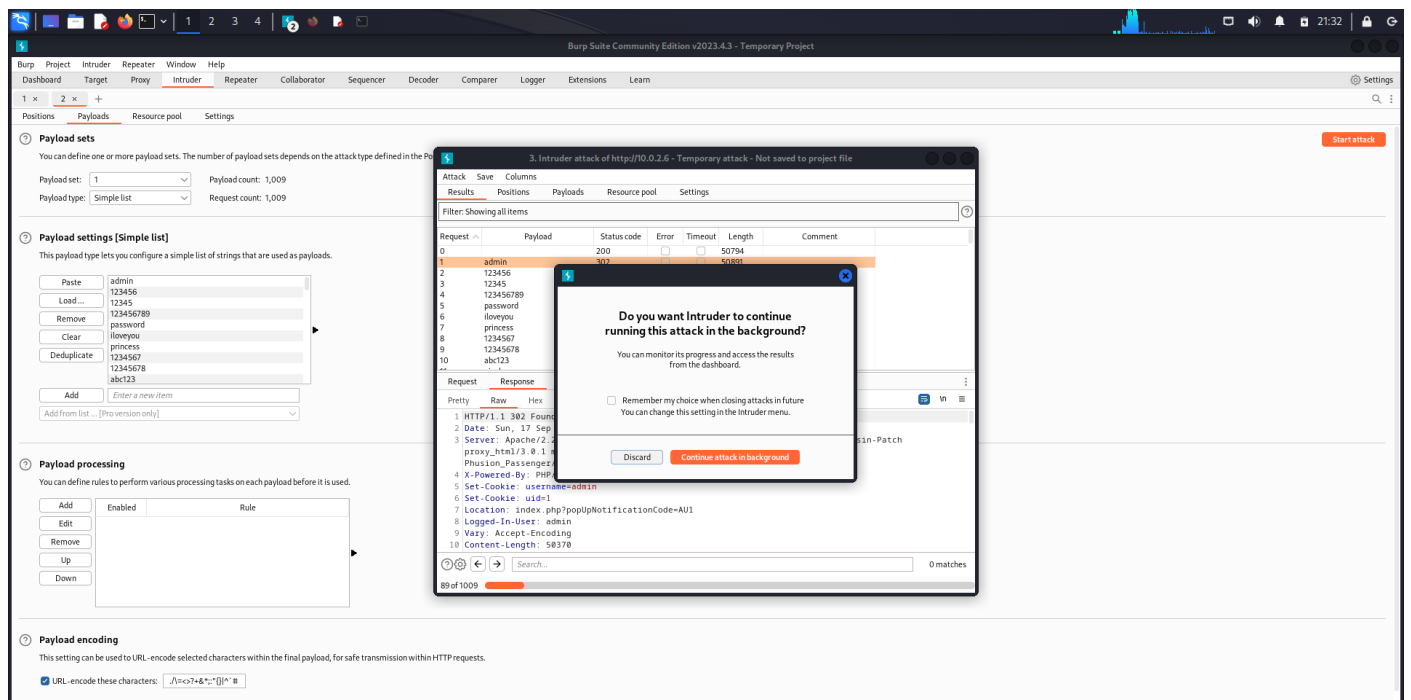 1 2 3 4 2 21:32
Burp Suite Community Edition v2023.4.3 - Temporary Project
Burp Project Intruder Repeater Window Help
Dashboard Target Proxy Intruder Repeater Collaborator Sequencer Decoder Comparer Logger Extensions Learn Settings
1 × 2 × +
Positions Payloads Resource pool Settings
Payload sets
Start attack
You can define one or more payload sets. The number of payload sets depends on the attack type defined in the Po
Payload set: 1 Payload count: 1,009
Payload type: Simple list Request count: 1,009
Payload settings [Simple list]
This payload type lets you configure a simple list of strings that are used as payloads.
Paste
Load ...
Remove
Clear
Deduplicate
admin
123456
12345
123456789
password
iloveyou
princess
1234567
12345678
abc123
Add Enter a new item
Add from list ... [Pro version only]
Payload processing
You can define rules to perform various processing tasks on each payload before it is used.
Add
Edit
Remove
Up
Down
Enabled Rule
Payload encoding
This setting can be used to URL-encode selected characters within the final payload, for safe transmission within HTTP requests.
URL-encode these characters: ./\=<>?+&*;:"{}|^`#
3. Intruder attack of http://10.0.2.6 - Temporary attack - Not saved to project file
Attack Save Columns
Results Positions Payloads Resource pool Settings
Filter: Showing all items
Request Payload Status code Error Timeout Length Comment
0 200 50794
1 admin 302 50891
2 123456
3 12345
4 123456789
5 password
6 iloveyou
7 princess
8 1234567
9 12345678
10 abc123
Request Response
Pretty Raw Hex
\n
1 HTTP/1.1 302 Found
2 Date: Sun, 17 Sep
3 Server: Apache/2.2 sin-Patch
proxy_html/3.0.1 m
Phusion_Passenger/
4 X-Powered-By: PHP/
5 Set-Cookie: username=admin
6 Set-Cookie: uid=1
7 Location: index.php?popUpNotificationCode=AU1
8 Logged-In-User: admin
9 Vary: Accept-Encoding
10 Content-Length: 50370
Search... 0 matches
89 of 1009
Do you want Intruder to continue
running this attack in the background?
You can monitor its progress and access the results
from the dashboard.
Remember my choice when closing attacks in future
You can change this setting in the Intruder menu.
Discard Continue attack in background